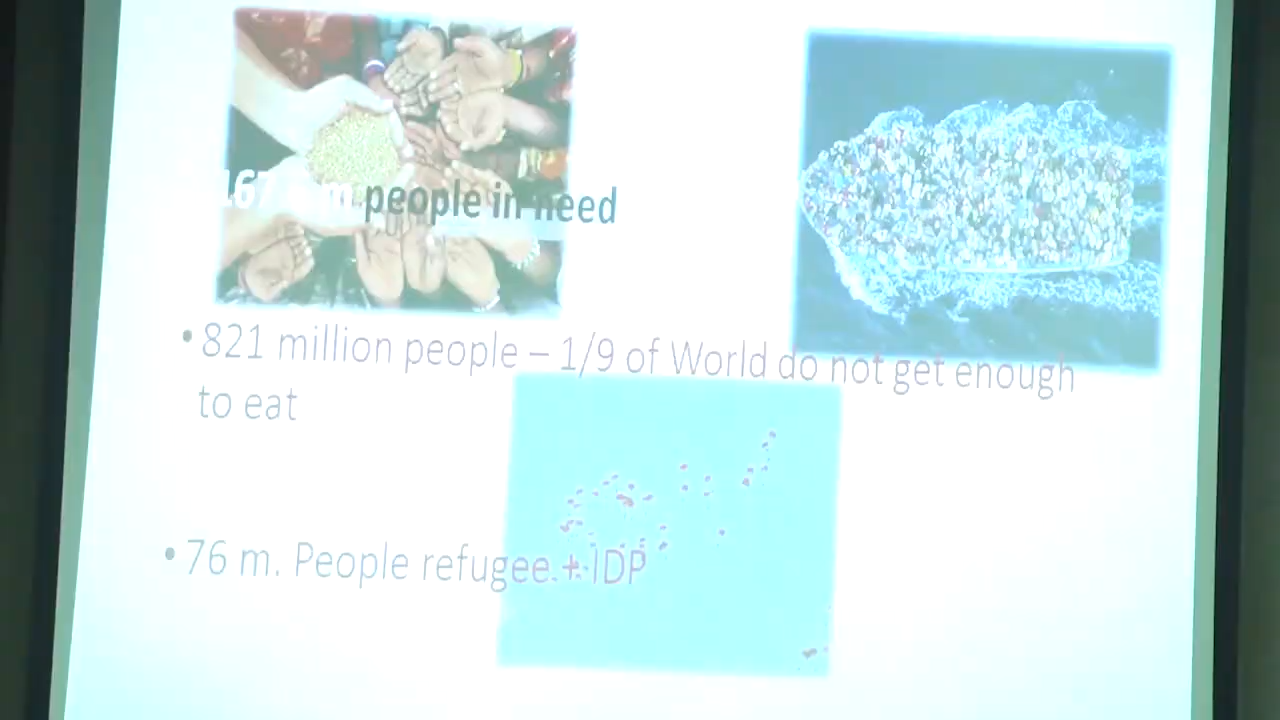 people in need
• 821 million people – 1/9 of World do not get enough
to eat
• 76 m. People refugee + IDP